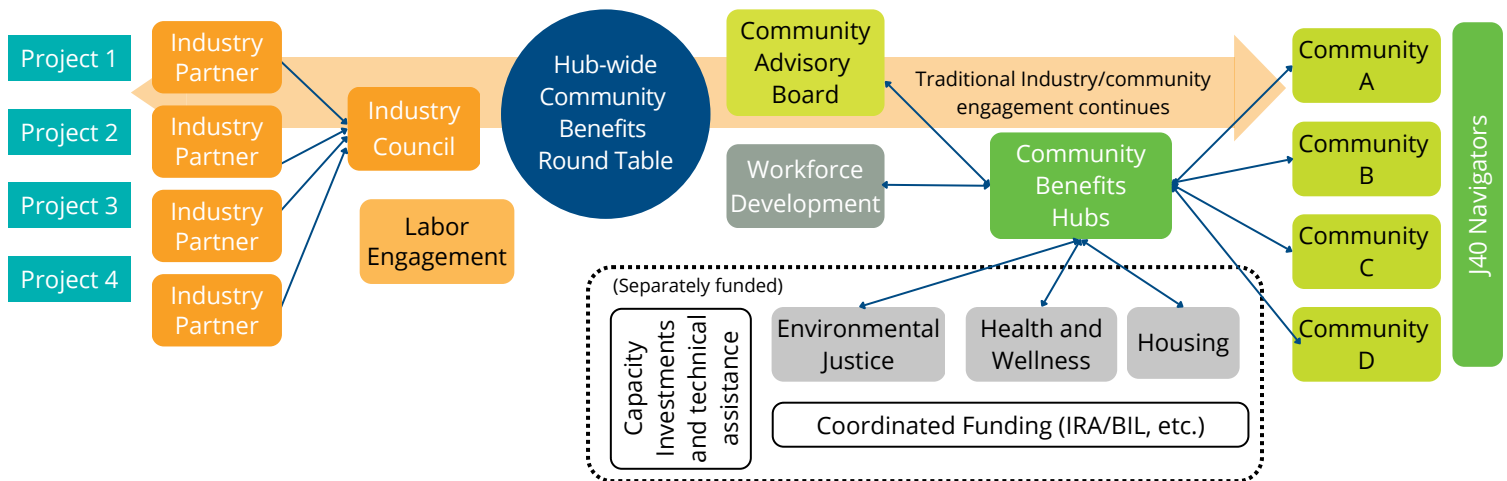 Project 1
Project 2
Project 3
Project 4
Industry
Partner
Industry
Partner
Industry
Partner
Industry
Partner
Industry
Council
Labor
Engagement
Hub-wide
Community
Benefits
Round Table
Community
Advisory
Board
Traditional Industry/community
engagement continues
Workforce
Development
Community
Benefits
Hubs
(Separately funded)
Capacity
Investments
and technical
assistance
Environmental
Justice
Health and
Wellness
Housing
Coordinated Funding (IRA/BIL, etc.)
Community
A
Community
B
Community
C
Community
D
J40 Navigators